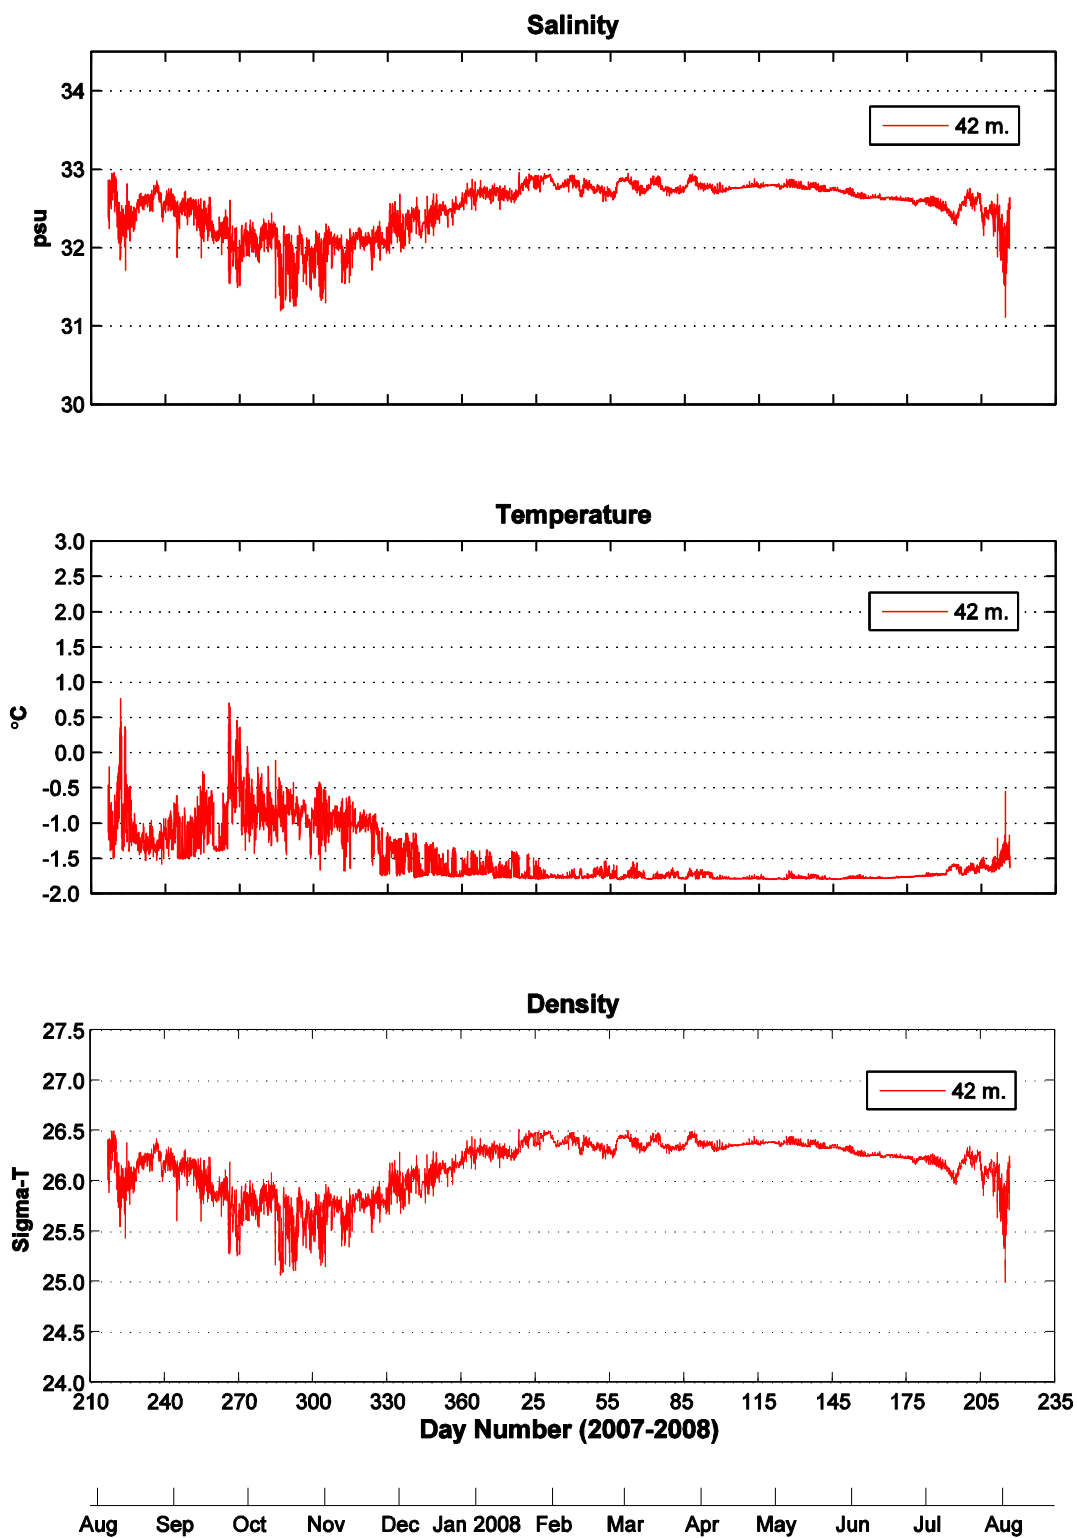 Salinity
34
33
32
31
30
psu
42 m.
Temperature
3.0
2.5
2.0
1.5
1.0
0.5
0.0
-0.5
-1.0
-1.5
-2.0
°C
42 m.
Density
27.5
27.0
26.5
26.0
25.5
25.0
24.5
24.0
Sigma-T
42 m.
210 240 270 300 330 360 25 55 85 115 145 175 205 235
Day Number (2007-2008)
Aug Sep Oct Nov Dec Jan 2008 Feb Mar Apr May Jun Jul Aug